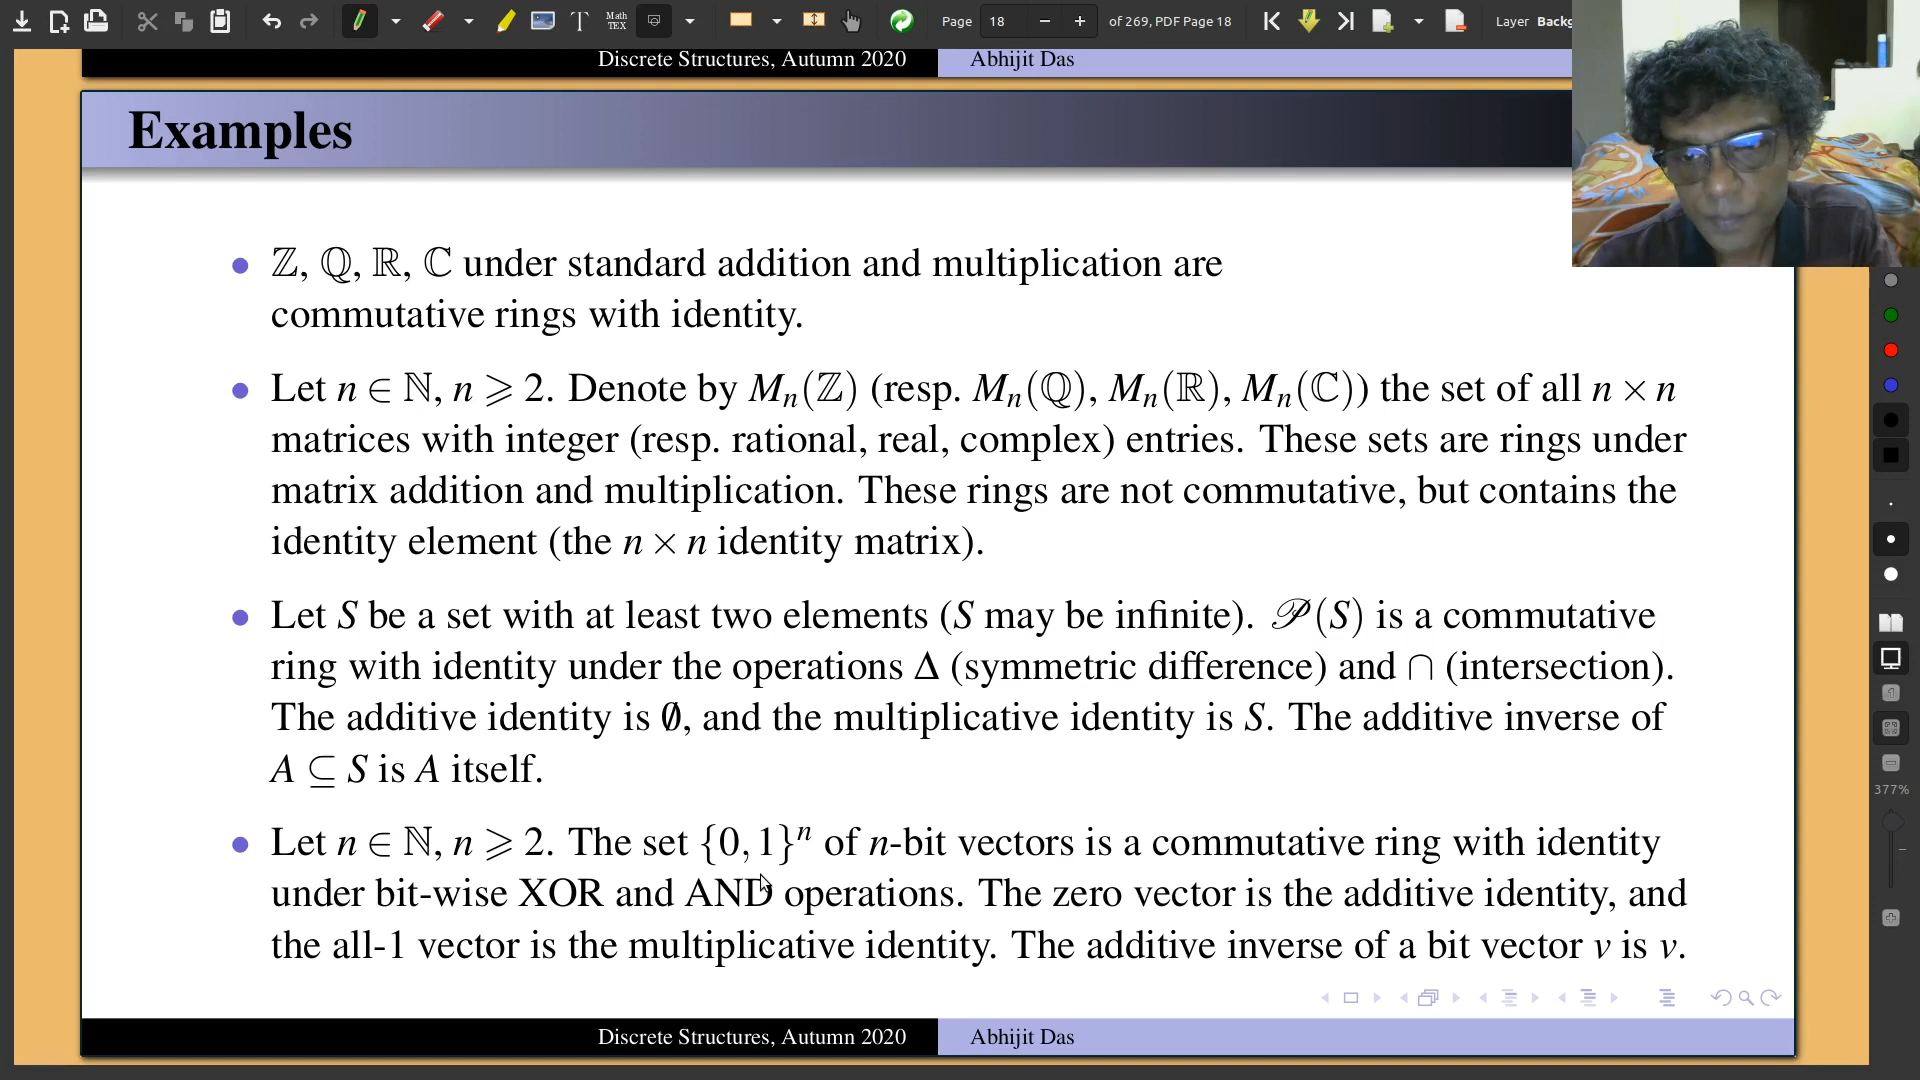 Math
TEX
Page 18 of 269, PDF Page 18 Layer Backg
Discrete Structures, Autumn 2020 Abhijit Das
Examples
ℤ, ℚ, ℝ, ℂ under standard addition and multiplication are
commutative rings with identity.
Let n ∈ ℕ, n ⩾ 2. Denote by Mₙ(ℤ) (resp. Mₙ(ℚ), Mₙ(ℝ), Mₙ(ℂ)) the set of all n × n
matrices with integer (resp. rational, real, complex) entries. These sets are rings under
matrix addition and multiplication. These rings are not commutative, but contains the
identity element (the n × n identity matrix).
Let S be a set with at least two elements (S may be infinite). 𝒫(S) is a commutative
ring with identity under the operations Δ (symmetric difference) and ∩ (intersection).
The additive identity is ∅, and the multiplicative identity is S. The additive inverse of
A ⊆ S is A itself.
Let n ∈ ℕ, n ⩾ 2. The set {0,1}ⁿ of n-bit vectors is a commutative ring with identity
under bit-wise XOR and AND operations. The zero vector is the additive identity, and
the all-1 vector is the multiplicative identity. The additive inverse of a bit vector v is v.
377%
Discrete Structures, Autumn 2020 Abhijit Das